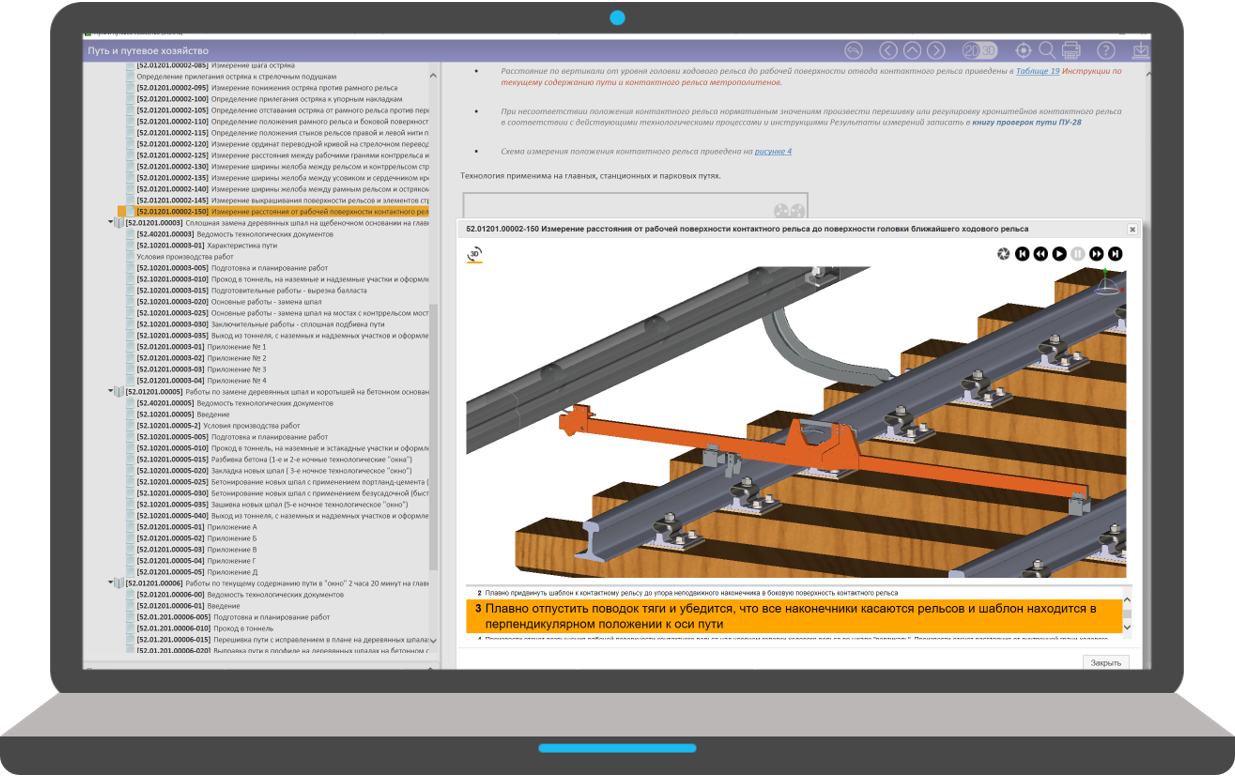 Путь и путевое хозяйство
2D 3D
[52.01201.00002-085] Измерение шага остряка
Определение прилегания остряка к стрелочным подушкам
[52.01201.00002-095] Измерение понижения остряка против рамного рельса
[52.01201.00002-100] Определение прилегания остряка к упорным накладкам
[52.01201.00002-105] Определение отставания остряка от рамного рельса против пере
[52.01201.00002-110] Определение положения рамного рельса и боковой поверхност
[52.01201.00002-115] Определение положения стыков рельсов правой и левой нити п
[52.01201.00002-120] Измерение ординат переводной кривой на стрелочном перевод
[52.01201.00002-125] Измерение расстояния между рабочими гранями контррельса и
[52.01201.00002-130] Измерение ширины желоба между рельсом и контррельсом стр
[52.01201.00002-135] Измерение ширины желоба между усовиком и сердечником кре
[52.01201.00002-140] Измерение ширины желоба между рамным рельсом и остряком
[52.01201.00002-145] Измерение выкрашивания поверхности рельсов и элементов стр
[52.01201.00002-150] Измерение расстояния от рабочей поверхности контактного рел
[52.01201.00003] Сплошная замена деревянных шпал на щебеночном основании на глав
[52.40201.00003] Ведомость технологических документов
[52.10201.00003-01] Характеристика пути
Условия производства работ
[52.10201.00003-005] Подготовка и планирование работ
[52.10201.00003-010] Проход в тоннель, на наземные и надземные участки и оформл
[52.10201.00003-015] Подготовительные работы - вырезка балласта
[52.10201.00003-020] Основные работы - замена шпал
[52.10201.00003-025] Основные работы - замена шпал на мостах с контррельсом мост
[52.10201.00003-030] Заключительные работы - сплошная подбивка пути
[52.10201.00003-035] Выход из тоннеля, с наземных и надземных участков и оформле
[52.01201.00003-01] Приложение № 1
[52.01201.00003-02] Приложение № 2
[52.01201.00003-03] Приложение № 3
[52.01201.00003-04] Приложение № 4
[52.01201.00005] Работы по замене деревянных шпал и коротышей на бетонном основан
[52.40201.00005] Ведомость технологических документов
[52.10201.00005] Введение
[52.10201.00005-2] Условия производства работ
[52.10201.00005-005] Подготовка и планирование работ
[52.10201.00005-010] Проход в тоннель, на наземные и эстакадные участки и оформл
[52.10201.00005-015] Разбивка бетона (1-е и 2-е ночные технологические "окна")
[52.10201.00005-020] Закладка новых шпал ( 3-е ночное технологическое "окно")
[52.10201.00005-025] Бетонирование новых шпал с применением портланд-цемента (
[52.10201.00005-030] Бетонирование новых шпал с применением безусадочной (быст
[52.10201.00005-035] Зашивка новых шпал (5-е ночное технологическое "окно")
[52.10201.00005-040] Выход из тоннеля, с наземных и надземных участков и оформле
[52.01201.00005-01] Приложение А
[52.01201.00005-02] Приложение Б
[52.01201.00005-03] Приложение В
[52.01201.00005-04] Приложение Г
[52.01201.00005-05] Приложение Д
[52.01201.00006] Работы по текущему содержанию пути в "окно" 2 часа 20 минут на главн
[52.01201.00006-00] Ведомость технологических документов
[52.01201.00006-01] Введение
[52.01.201.00006-005] Подготовка и планирование работ
[52.01.201.00006-010] Проход в тоннель
[52.01.201.00006-015] Перешивка пути с исправлением в плане на деревянных шпалах
[52.01.201.00006-020] Выправка пути в профиле на деревянных шпалах на бетонном о
• Расстояние по вертикали от уровня головки ходового рельса до рабочей поверхности отвода контактного рельса приведены в Таблице 19 Инструкции по
текущему содержанию пути и контактного рельса метрополитенов.
• При несоответствии положения контактного рельса нормативным значениям произвести перешивку или регулировку кронштейнов контактного рельса
в соответствии с действующими технологическими процессами и инструкциями Результаты измерений записать в книгу проверок пути ПУ-28
• Схема измерения положения контактного рельса приведена на рисунке 4
Технология применима на главных, станционных и парковых путях.
52.01201.00002-150 Измерение расстояния от рабочей поверхности контактного рельса до поверхности головки ближайшего ходового рельса
3D
2 Плавно придвинуть шаблон к контактному рельсу до упора неподвижного наконечника в боковую поверхность контактного рельса
3 Плавно отпустить поводок тяги и убедится, что все наконечники касаются рельсов и шаблон находится в
перпендикулярном положении к оси пути
Закрыть